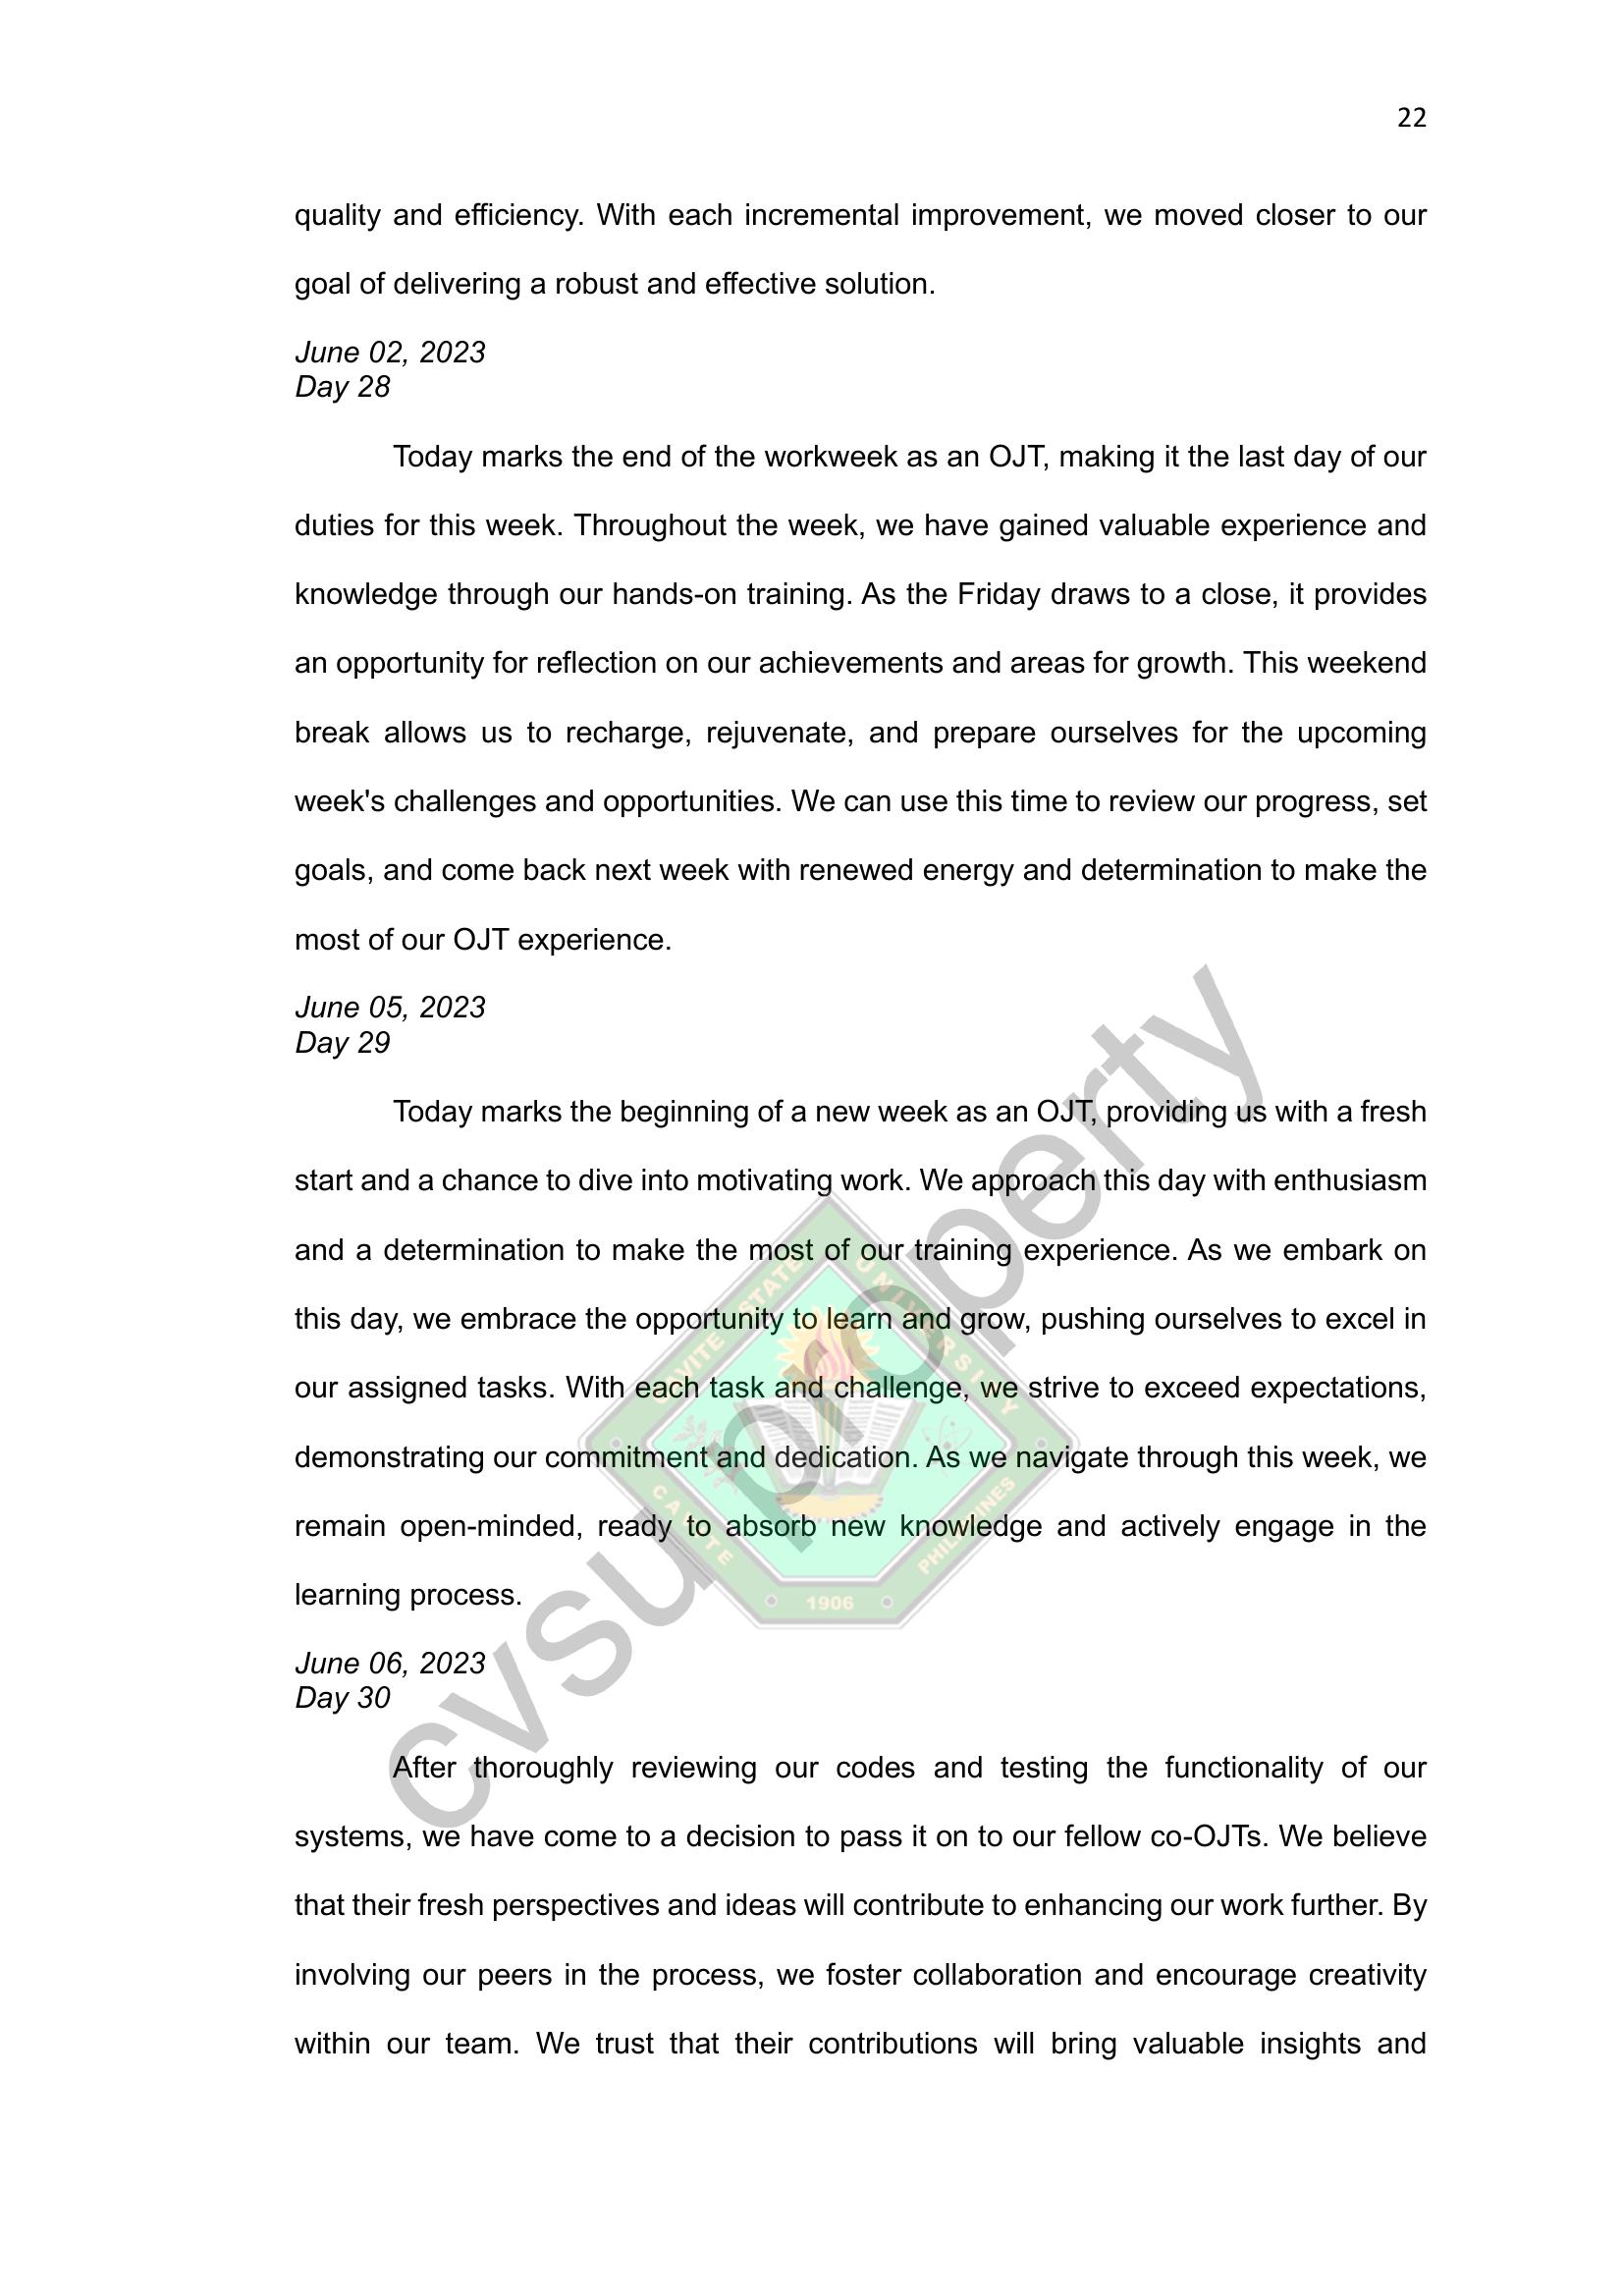 22
quality and efficiency. With each incremental improvement, we moved closer to our
goal of delivering a robust and effective solution.
June 02, 2023
Day 28
Today marks the end of the workweek as an OJT, making it the last day of our
duties for this week. Throughout the week, we have gained valuable experience and
knowledge through our hands-on training. As the Friday draws to a close, it provides
an opportunity for reflection on our achievements and areas for growth. This weekend
break allows us to recharge, rejuvenate, and prepare ourselves for the upcoming
week's challenges and opportunities. We can use this time to review our progress, set
goals, and come back next week with renewed energy and determination to make the
most of our OJT experience.
June 05, 2023
Day 29
Today marks the beginning of a new week as an OJT, providing us with a fresh
start and a chance to dive into motivating work. We approach this day with enthusiasm
and a determination to make the most of our training experience. As we embark on
this day, we embrace the opportunity to learn and grow, pushing ourselves to excel in
our assigned tasks. With each task and challenge, we strive to exceed expectations,
demonstrating our commitment and dedication. As we navigate through this week, we
remain open-minded, ready to absorb new knowledge and actively engage in the
learning process.
June 06, 2023
Day 30
After thoroughly reviewing our codes and testing the functionality of our
systems, we have come to a decision to pass it on to our fellow co-OJTs. We believe
that their fresh perspectives and ideas will contribute to enhancing our work further. By
involving our peers in the process, we foster collaboration and encourage creativity
within our team. We trust that their contributions will bring valuable insights and
cvsu property
CAVITE STATE UNIVERSITY
CAVITE
PHILIPPINES
1906